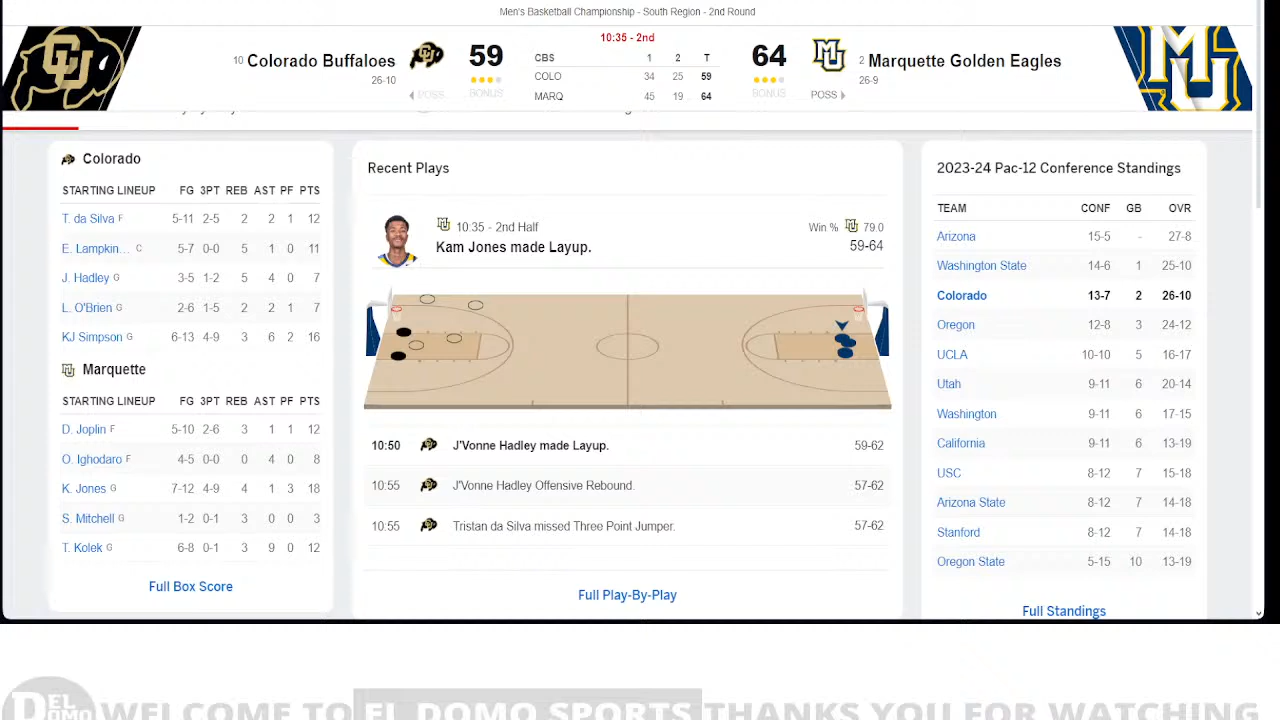 Men's Basketball Championship - South Region - 2nd Round
10 Colorado Buffaloes
26-10
59
BONUS
POSS
10:35 - 2nd
CBS 1 2 T
COLO 34 25 59
MARQ 45 19 64
64
BONUS
POSS
2 Marquette Golden Eagles
26-9
Colorado
STARTING LINEUP FG 3PT REB AST PF PTS
T. da Silva F 5-11 2-5 2 2 1 12
E. Lampkin... C 5-7 0-0 5 1 0 11
J. Hadley G 3-5 1-2 5 4 0 7
L. O'Brien G 2-6 1-5 2 2 1 7
KJ Simpson G 6-13 4-9 3 6 2 16
Marquette
STARTING LINEUP FG 3PT REB AST PF PTS
D. Joplin F 5-10 2-6 3 1 1 12
O. Ighodaro F 4-5 0-0 0 4 0 8
K. Jones G 7-12 4-9 4 1 3 18
S. Mitchell G 1-2 0-1 3 0 0 3
T. Kolek G 6-8 0-1 3 9 0 12
Full Box Score
Recent Plays
10:35 - 2nd Half
Kam Jones made Layup.
Win % 79.0
59-64
10:50 J'Vonne Hadley made Layup. 59-62
10:55 J'Vonne Hadley Offensive Rebound. 57-62
10:55 Tristan da Silva missed Three Point Jumper. 57-62
Full Play-By-Play
2023-24 Pac-12 Conference Standings
TEAM CONF GB OVR
Arizona 15-5 - 27-8
Washington State 14-6 1 25-10
Colorado 13-7 2 26-10
Oregon 12-8 3 24-12
UCLA 10-10 5 16-17
Utah 9-11 6 20-14
Washington 9-11 6 17-15
California 9-11 6 13-19
USC 8-12 7 15-18
Arizona State 8-12 7 14-18
Stanford 8-12 7 14-18
Oregon State 5-15 10 13-19
Full Standings
DEL DOMO WELCOME TO EL DOMO SPORTS THANKS YOU FOR WATCHING